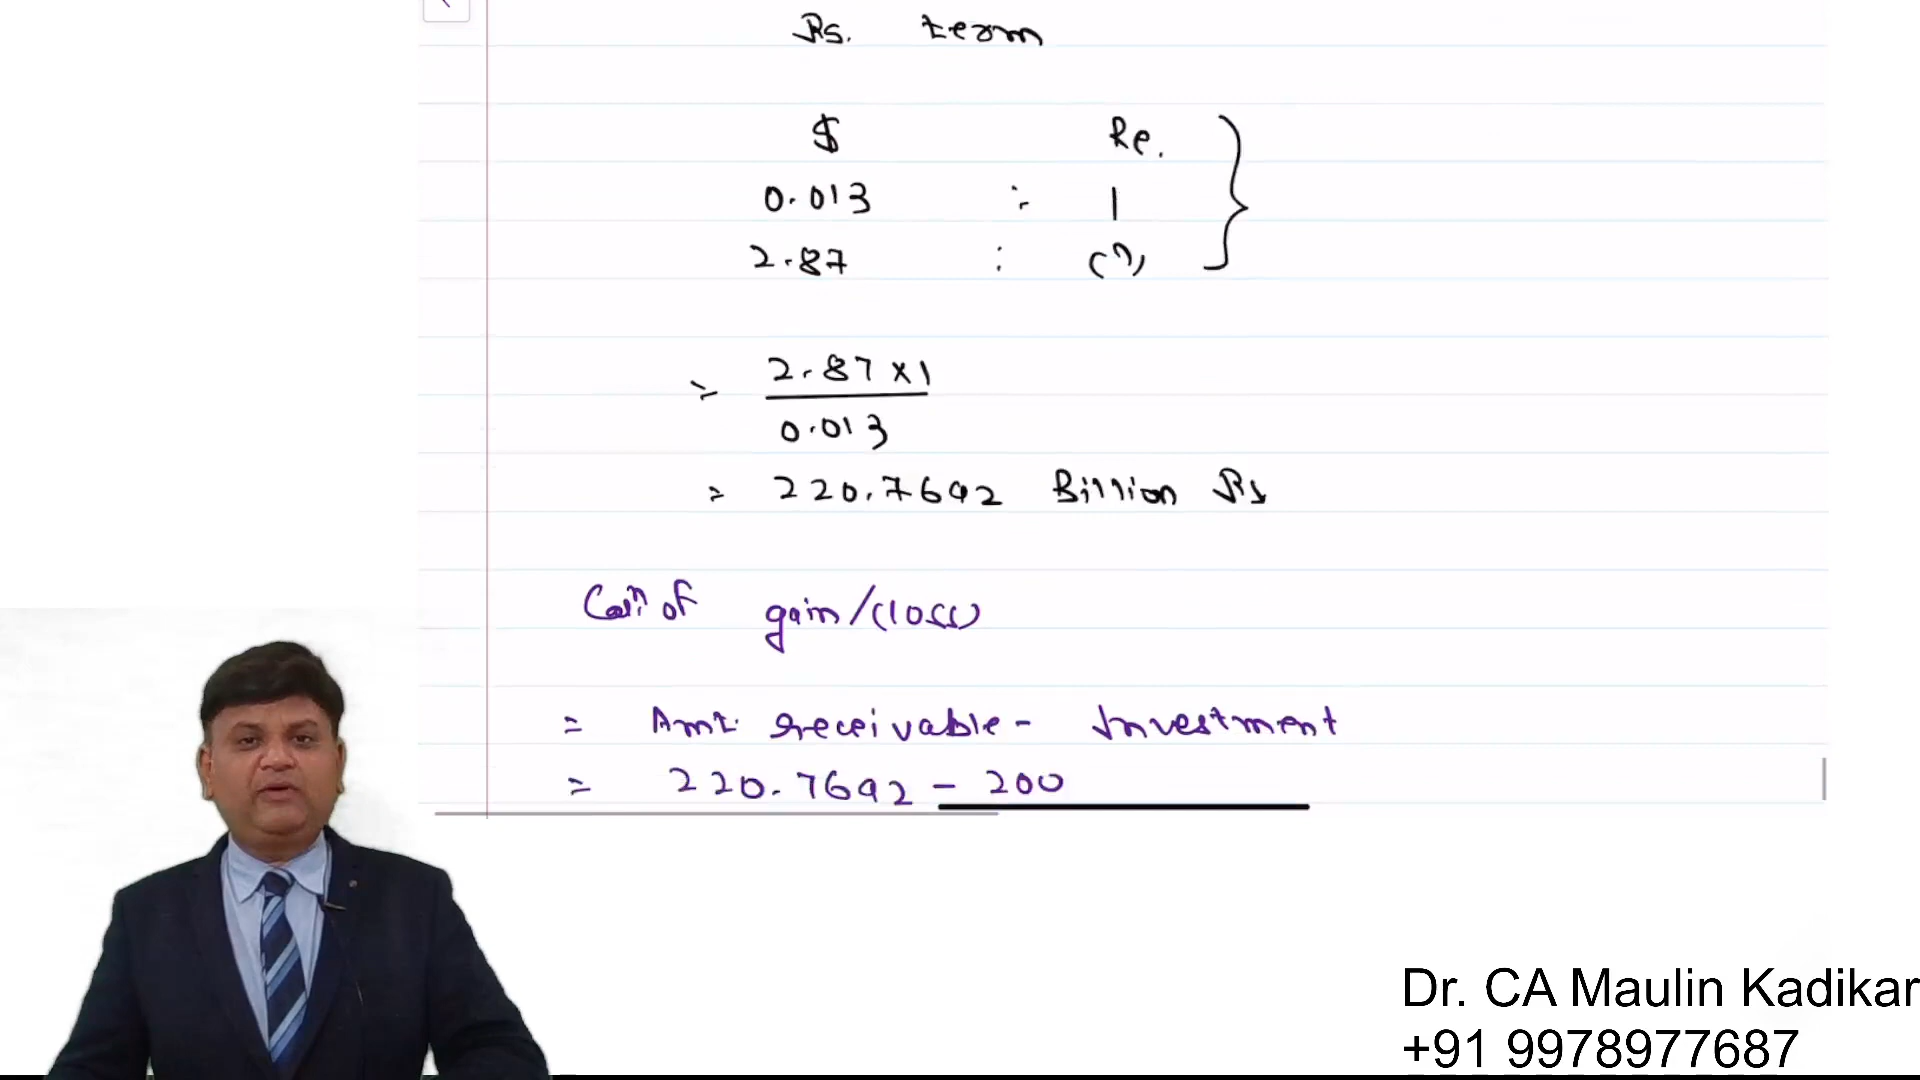 Rs. term
$ Re.
0.013 : 1
2.87 : (?)
= 2.87 x 1
0.013
= 220.7692 Billion Rs
Caln of gain/(loss)
= Amt. receivable - Investment
= 220.7692 - 200
Dr. CA Maulin Kadikar
+91 9978977687